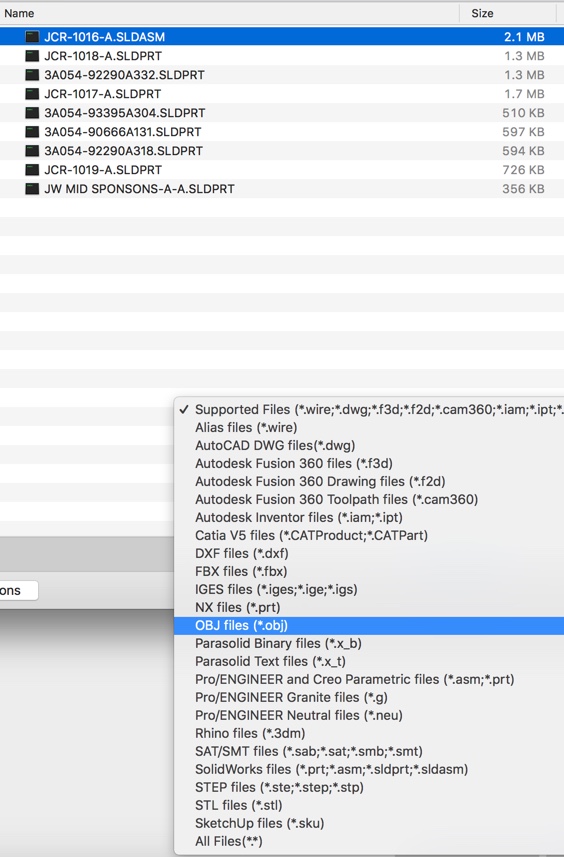 Name Size
JCR-1016-A.SLDASM 2.1 MB
JCR-1018-A.SLDPRT 1.3 MB
3A054-92290A332.SLDPRT 1.3 MB
JCR-1017-A.SLDPRT 1.7 MB
3A054-93395A304.SLDPRT 510 KB
3A054-90666A131.SLDPRT 597 KB
3A054-92290A318.SLDPRT 594 KB
JCR-1019-A.SLDPRT 726 KB
JW MID SPONSONS-A-A.SLDPRT 356 KB
✓ Supported Files (*.wire;*.dwg;*.f3d;*.f2d;*.cam360;*.iam;*.ipt;*.
Alias files (*.wire)
AutoCAD DWG files(*.dwg)
Autodesk Fusion 360 files (*.f3d)
Autodesk Fusion 360 Drawing files (*.f2d)
Autodesk Fusion 360 Toolpath files (*.cam360)
Autodesk Inventor files (*.iam;*.ipt)
Catia V5 files (*.CATProduct;*.CATPart)
DXF files (*.dxf)
FBX files (*.fbx)
IGES files (*.iges;*.ige;*.igs)
ons
NX files (*.prt)
OBJ files (*.obj)
Parasolid Binary files (*.x_b)
Parasolid Text files (*.x_t)
Pro/ENGINEER and Creo Parametric files (*.asm;*.prt)
Pro/ENGINEER Granite files (*.g)
Pro/ENGINEER Neutral files (*.neu)
Rhino files (*.3dm)
SAT/SMT files (*.sab;*.sat;*.smb;*.smt)
SolidWorks files (*.prt;*.asm;*.sldprt;*.sldasm)
STEP files (*.ste;*.step;*.stp)
STL files (*.stl)
SketchUp files (*.sku)
All Files(*.*)